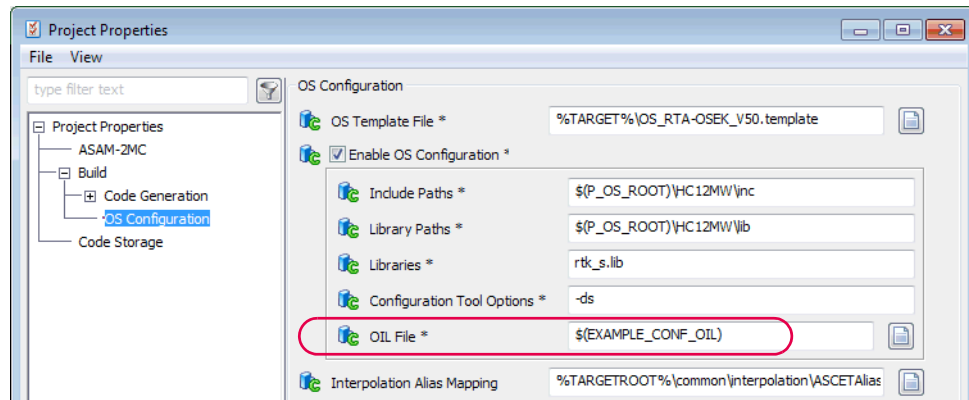 Project Properties
File View
type filter text
Project Properties
ASAM-2MC
Build
Code Generation
OS Configuration
Code Storage
OS Configuration
OS Template File * %TARGET%\OS_RTA-OSEK_V50.template
Enable OS Configuration *
Include Paths * $(P_OS_ROOT)\HC12MW\inc
Library Paths * $(P_OS_ROOT)\HC12MW\lib
Libraries * rtk_s.lib
Configuration Tool Options * -ds
OIL File * $(EXAMPLE_CONF_OIL)
Interpolation Alias Mapping %TARGETROOT%\common\interpolation\ASCETAlias